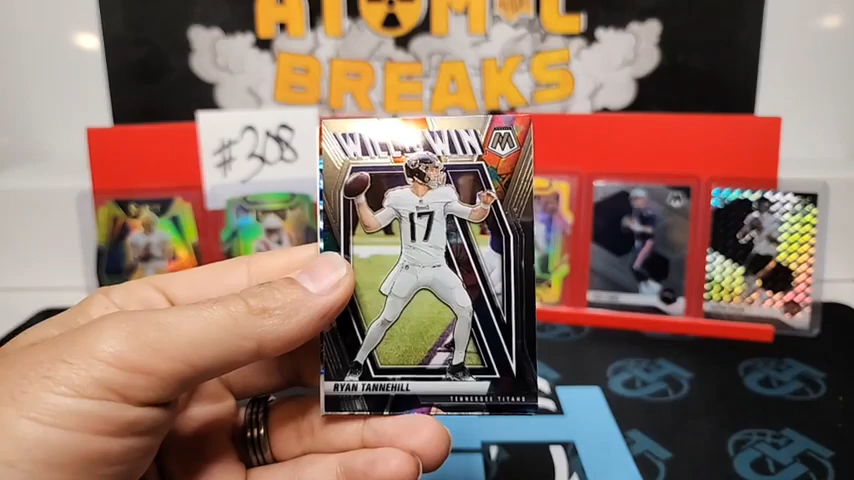 ATOMIC
BREAKS
#308
WILL TO WIN
M
17
RYAN TANNEHILL
TENNESSEE TITANS